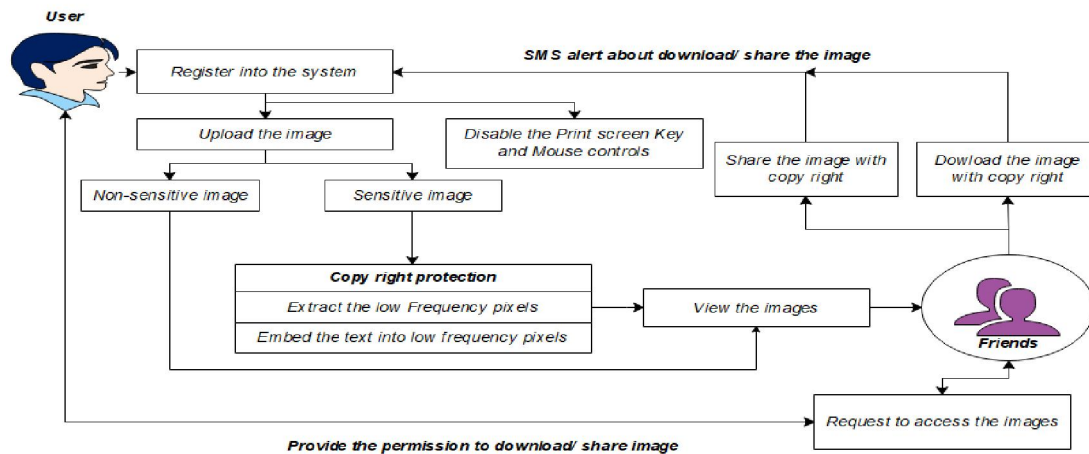 User
SMS alert about download/ share the image
Register into the system
Upload the image
Disable the Print screen Key
and Mouse controls
Share the image with
copy right
Dowload the image
with copy right
Non-sensitive image
Sensitive image
Copy right protection
Extract the low Frequency pixels
Embed the text into low frequency pixels
View the images
Friends
Request to access the images
Provide the permission to download/ share image